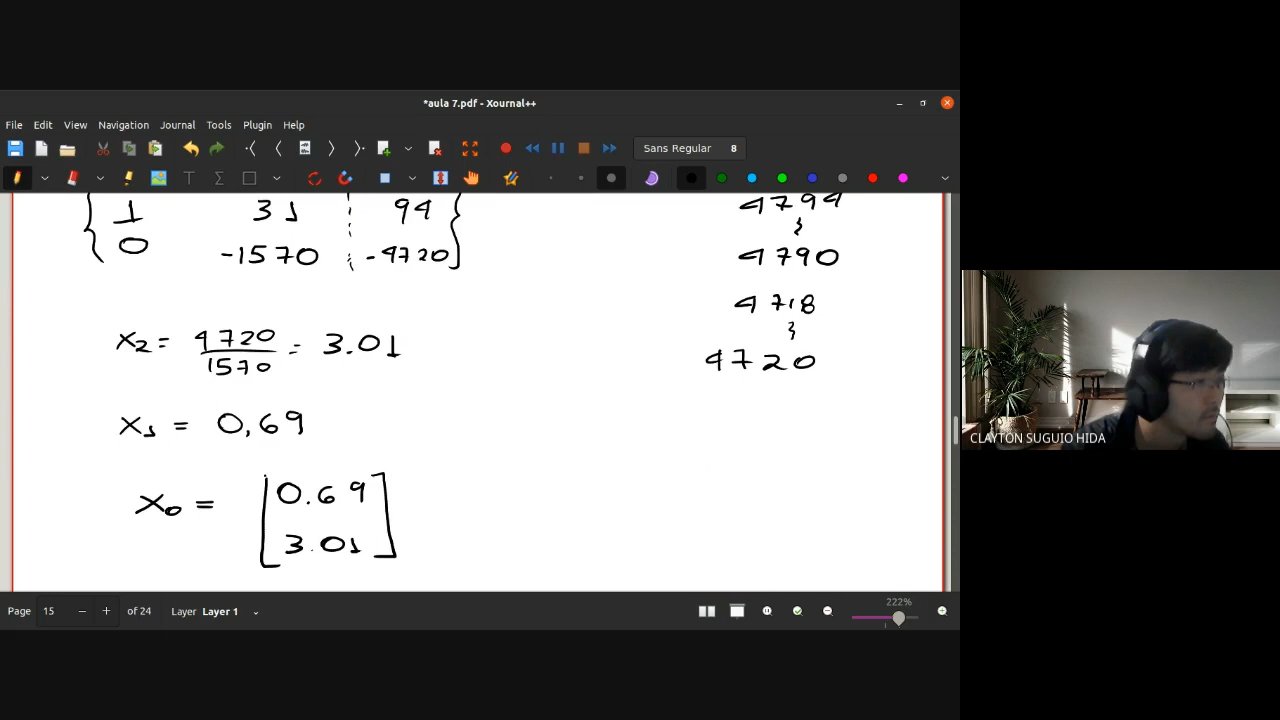 *aula 7.pdf - Xournal++
File Edit View Navigation Journal Tools Plugin Help
Sans Regular 8
1 31 94
0 -1570 -4720
4794
4790
4718
4720
x2 = 4720/1570 = 3.01
x1 = 0,69
x0 = [0.69
3.01]
CLAYTON SUGUIO HIDA
Page 15 of 24 Layer Layer 1 222%